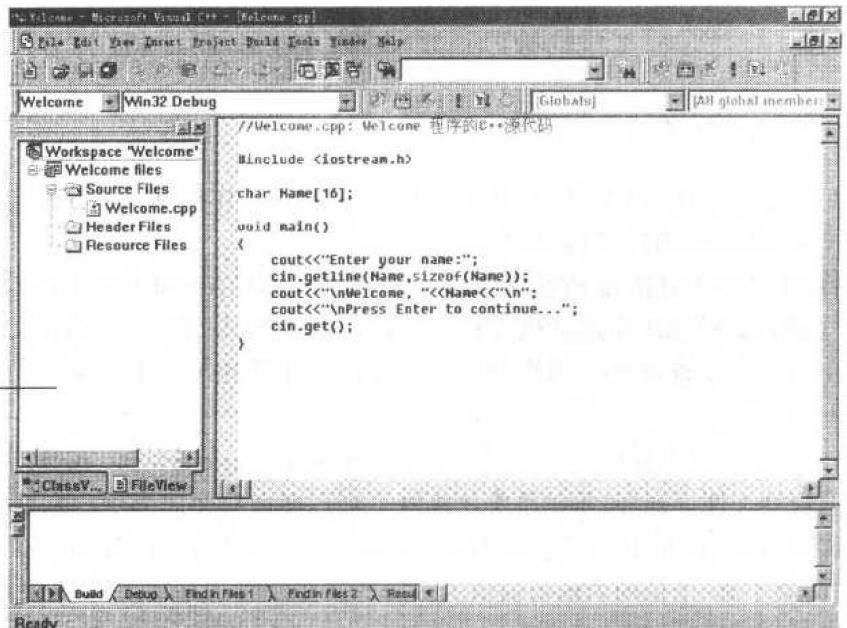 Welcome - Microsoft Visual C++ - [Welcome.cpp]
File Edit View Insert Project Build Tools Window Help
Welcome Win32 Debug [Globals] [All global member:
Workspace 'Welcome'
Welcome files
Source Files
Welcome.cpp
Header Files
Resource Files
ClassV... FileView
//Welcome.cpp: Welcome 程序的C++源代码
#include <iostream.h>
char Name[16];
void main()
{
cout<<"Enter your name:";
cin.getline(Name,sizeof(Name));
cout<<"\nWelcome, "<<Name<<"\n";
cout<<"\nPress Enter to continue...";
cin.get();
}
Build Debug Find in Files 1 Find in Files 2 Resul
Ready